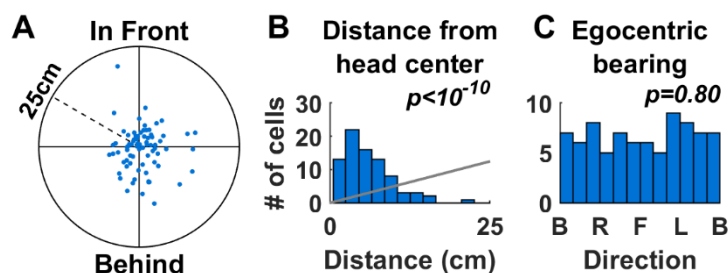 A
In Front
25cm
Behind
B
Distance from
head center
p<10^-10
# of cells
30
20
10
0
0
25
Distance (cm)
C
Egocentric
bearing
p=0.80
10
5
0
B R F L B
Direction